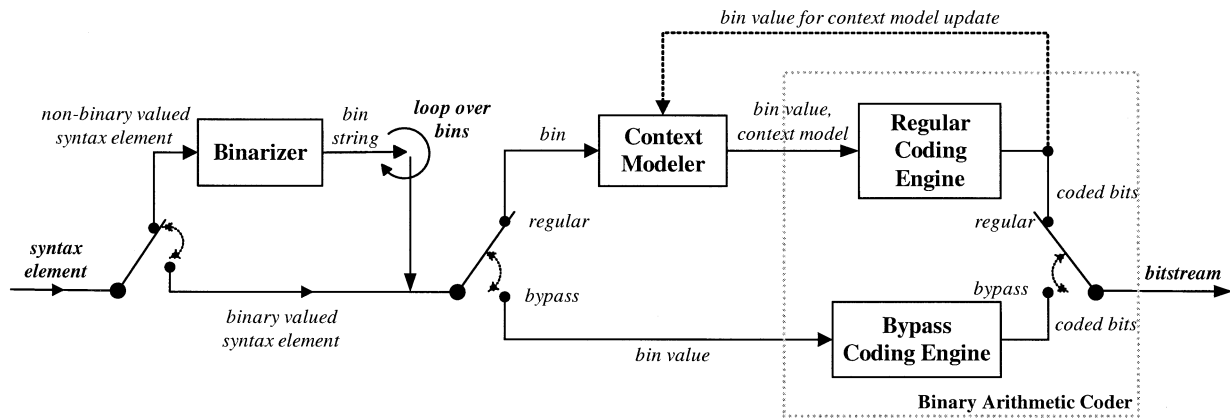 bin value for context model update
non-binary valued
syntax element
bin
string
loop over
bins
Binarizer
bin
Context
Modeler
bin value,
context model
Regular
Coding
Engine
coded bits
regular
regular
syntax
element
bypass
bypass
bitstream
binary valued
syntax element
bin value
Bypass
Coding Engine
coded bits
Binary Arithmetic Coder